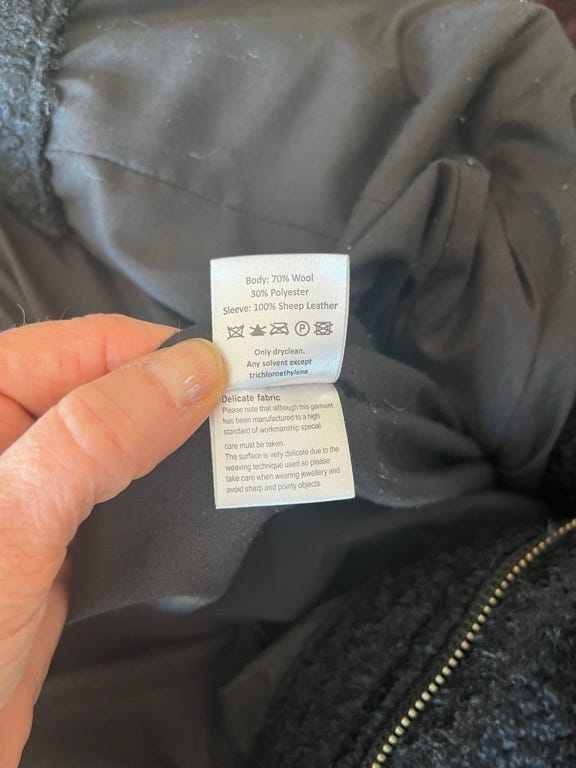 Body: 70% Wool
30% Polyester
Sleeve: 100% Sheep Leather
P
Only dryclean.
Any solvent except
trichloroethylene
Delicate fabric
Please note that although this garment
has been manufactured to a high
standard of workmanship special
care must be taken.
The surface is very delicate due to the
weaving technique used so please
take care when wearing jewellery and
avoid sharp and pointy objects.